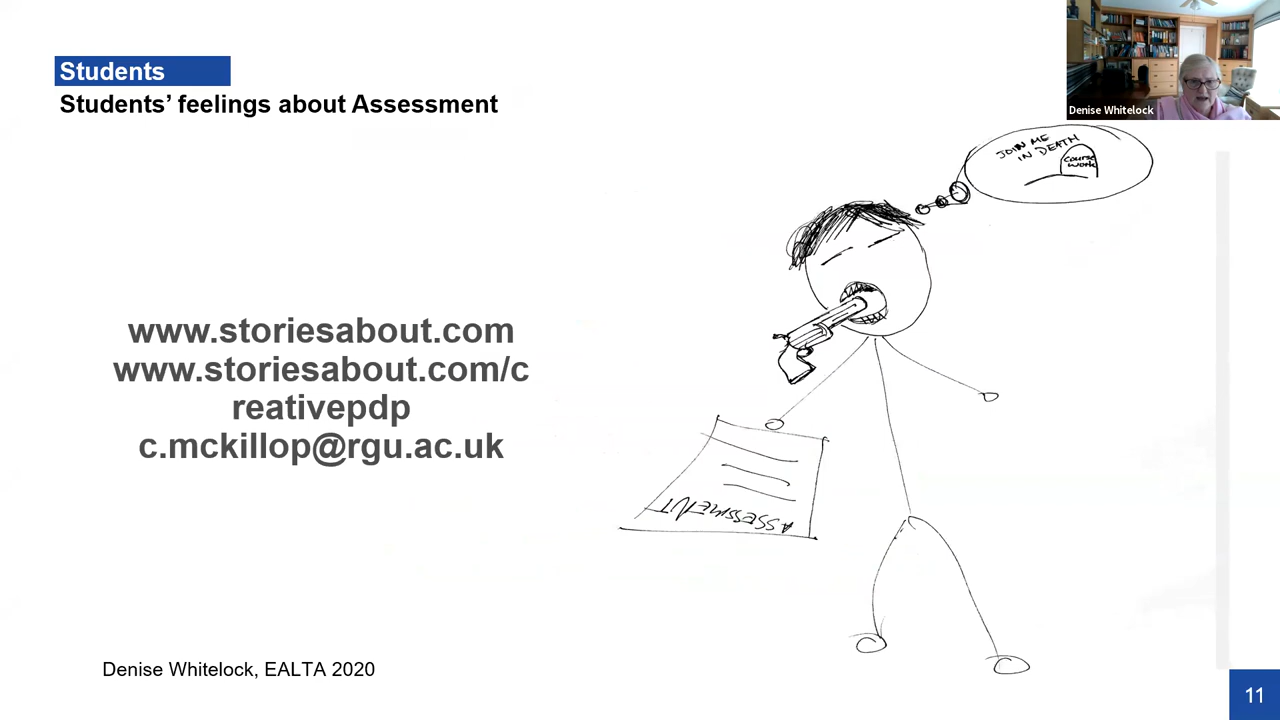 Students
Students’ feelings about Assessment
Denise Whitelock
JOIN ME
IN DEATH
COURSE
WORK
www.storiesabout.com
www.storiesabout.com/c
reativepdp
c.mckillop@rgu.ac.uk
ASSESSMENT
Denise Whitelock, EALTA 2020
11